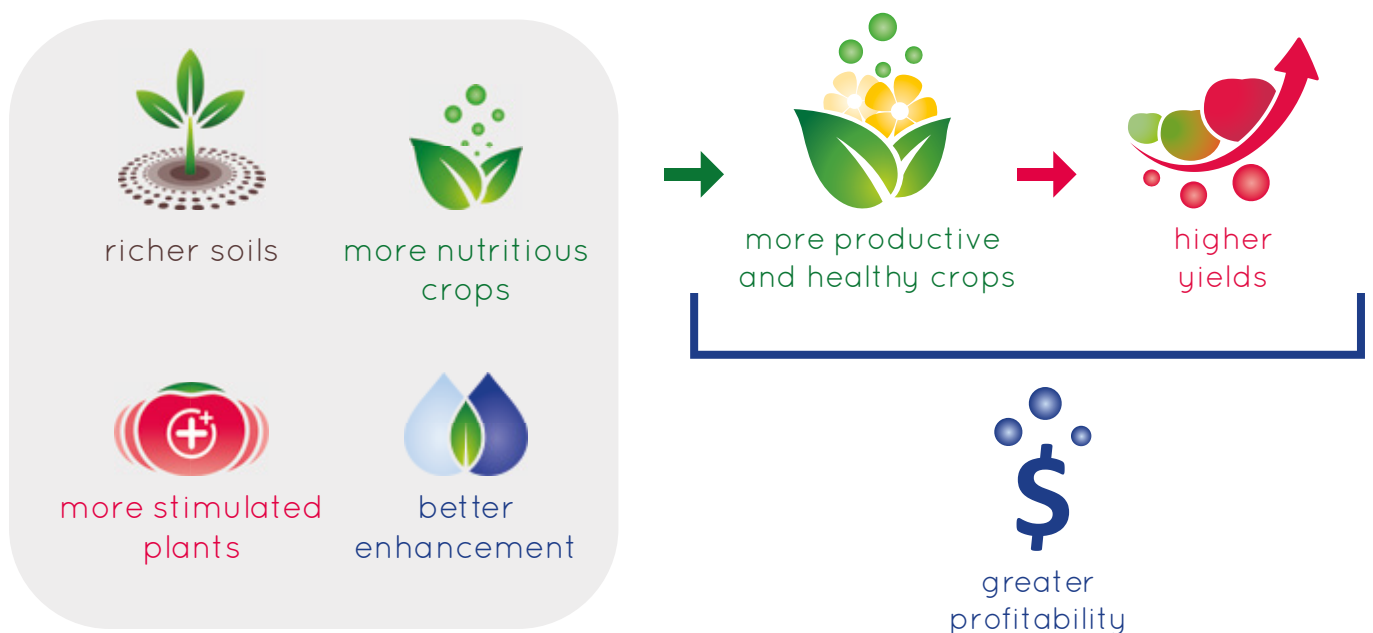 richer soils
more nutritious
crops
more stimulated
plants
better
enhancement
more productive
and healthy crops
higher
yields
$
greater
profitability